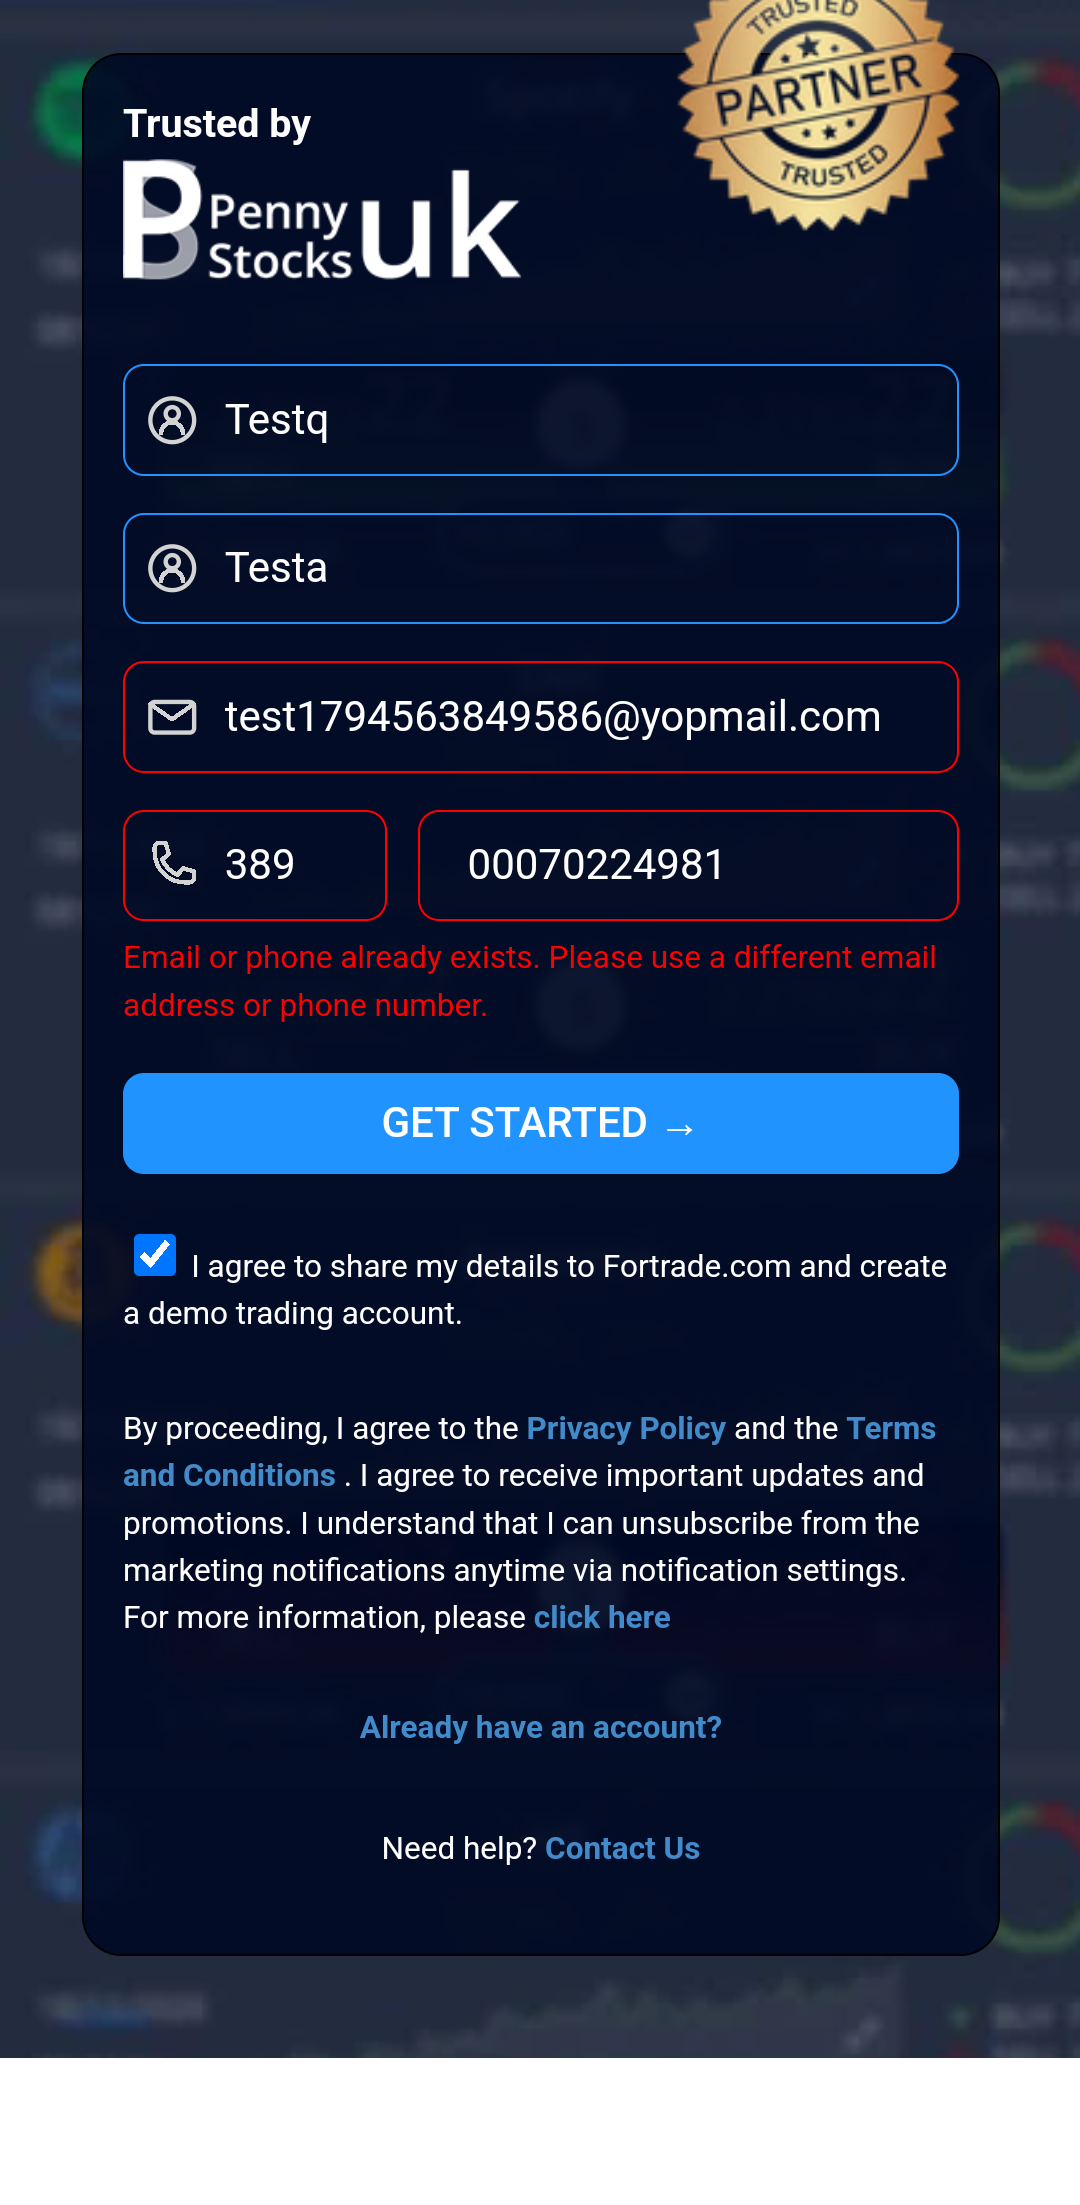 TRUSTED
PARTNER
TRUSTED
Trusted by
Penny
Stocks
uk
Testq
Testa
test1794563849586@yopmail.com
389
00070224981
Email or phone already exists. Please use a different email
address or phone number.
GET STARTED →
I agree to share my details to Fortrade.com and create
a demo trading account.
By proceeding, I agree to the Privacy Policy and the Terms
and Conditions . I agree to receive important updates and
promotions. I understand that I can unsubscribe from the
marketing notifications anytime via notification settings.
For more information, please click here
Already have an account?
Need help? Contact Us